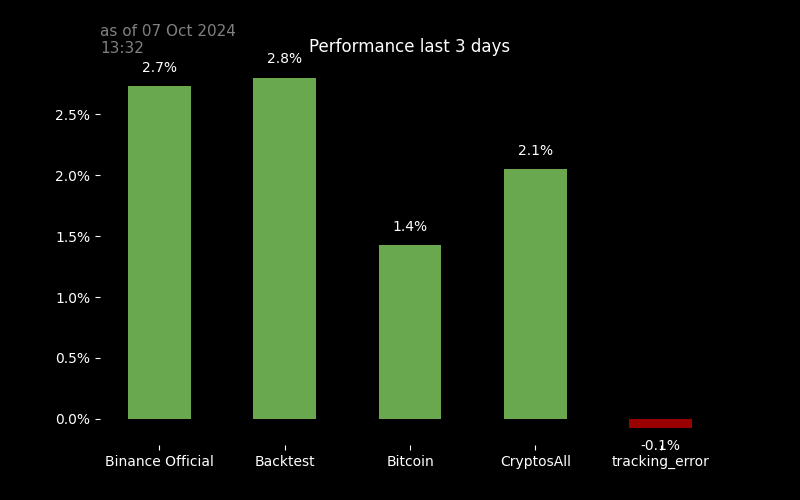 as of 07 Oct 2024
13:32
Performance last 3 days
2.7%
2.8%
1.4%
2.1%
-0.1%
2.5%
2.0%
1.5%
1.0%
0.5%
0.0%
Binance Official
Backtest
Bitcoin
CryptosAll
tracking_error